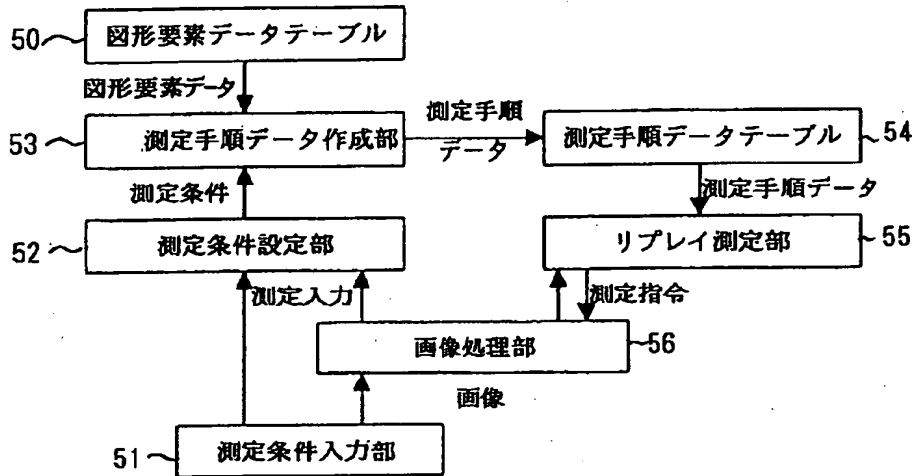 50 図形要素データテーブル
図形要素データ
53 測定手順データ作成部
測定手順
データ
測定手順データテーブル 54
測定条件
測定手順データ
52 測定条件設定部
リプレイ測定部 55
測定入力
測定指令
画像処理部 56
画像
51 測定条件入力部